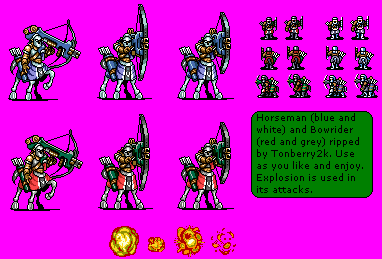 Horseman (blue and
white) and Bowrider
(red and grey) ripped
by Tonberry2k. Use
as you like and enjoy.
Explosion is used in
its attacks.